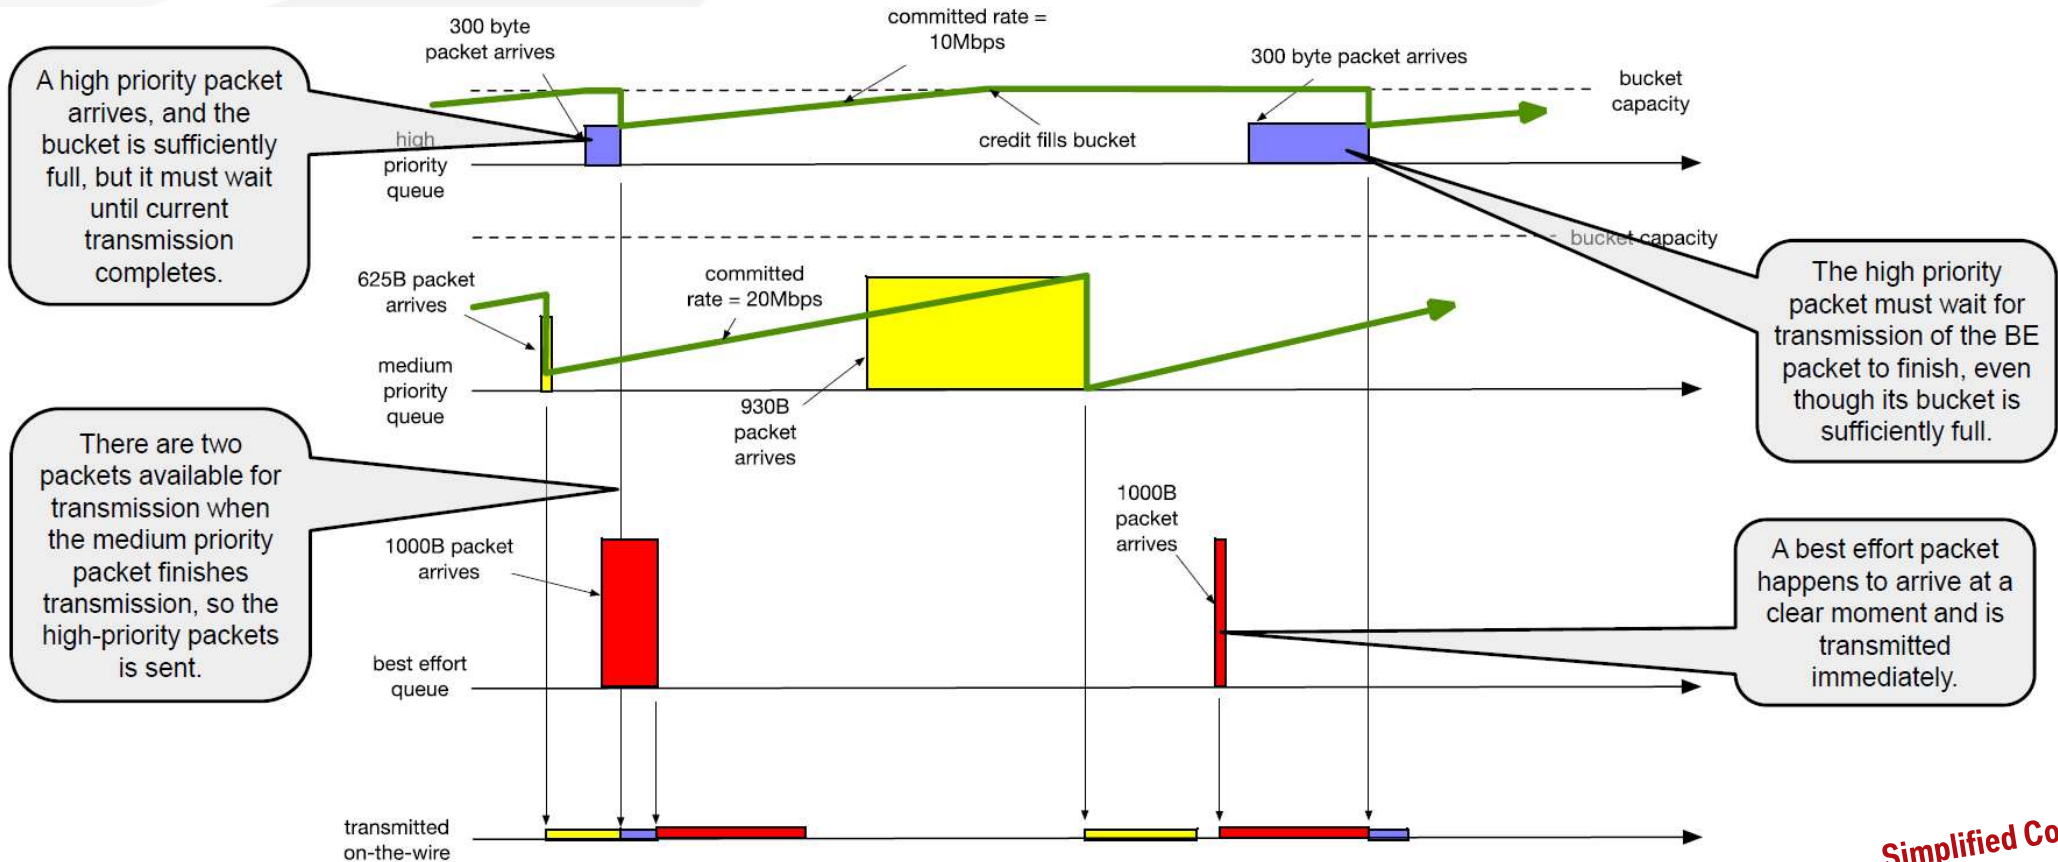 300 byte
packet arrives
committed rate =
10Mbps
300 byte packet arrives
bucket
capacity
A high priority packet
arrives, and the
bucket is sufficiently
full, but it must wait
until current
transmission
completes.
high
priority
queue
credit fills bucket
bucket capacity
625B packet
arrives
committed
rate = 20Mbps
The high priority
packet must wait for
transmission of the BE
packet to finish, even
though its bucket is
sufficiently full.
medium
priority
queue
930B
packet
arrives
There are two
packets available for
transmission when
the medium priority
packet finishes
transmission, so the
high-priority packets
is sent.
1000B
packet
arrives
1000B packet
arrives
A best effort packet
happens to arrive at a
clear moment and is
transmitted
immediately.
best effort
queue
transmitted
on-the-wire
Simplified Co